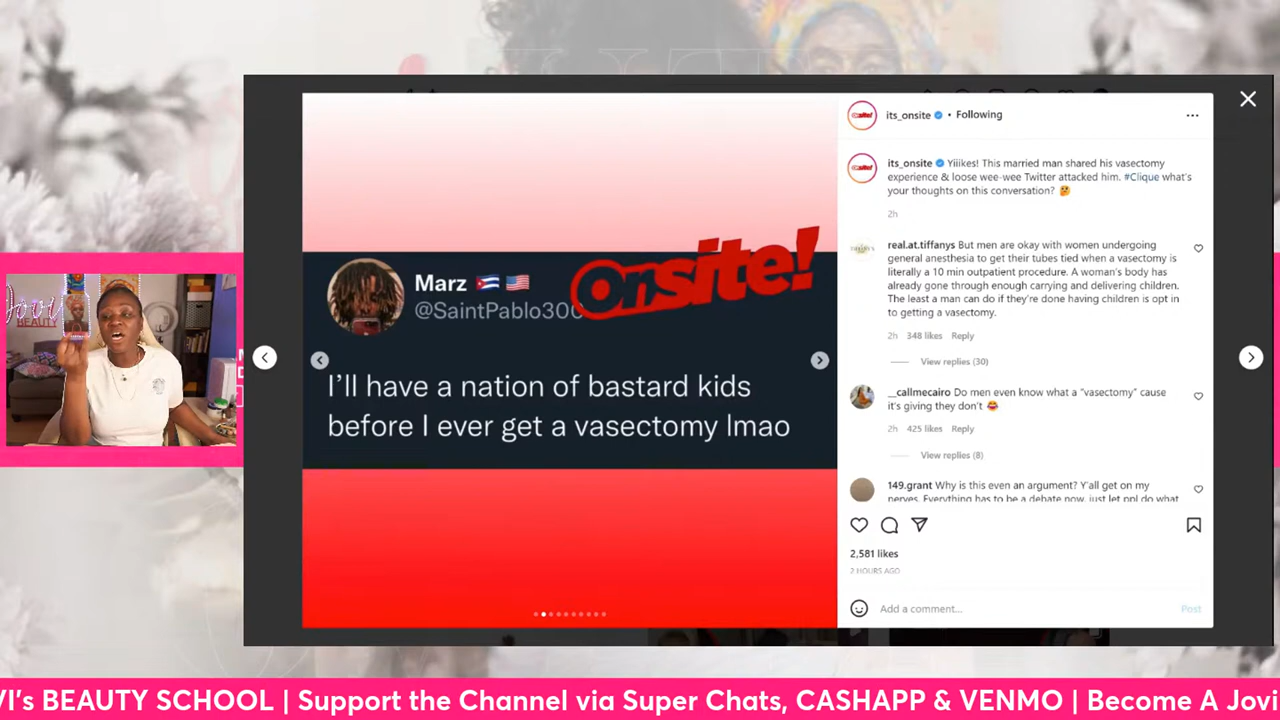 its_onsite • Following
its_onsite Yiiikes! This married man shared his vasectomy
experience & loose wee-wee Twitter attacked him. #Clique what's
your thoughts on this conversation? 🤔
2h
real.at.tiffanys But men are okay with women undergoing
general anesthesia to get their tubes tied when a vasectomy is
literally a 10 min outpatient procedure. A woman's body has
already gone through enough carrying and delivering children.
The least a man can do if they're done having children is opt in
to getting a vasectomy.
2h 348 likes Reply
View replies (30)
__callmecairo Do men even know what a "vasectomy" cause
it's giving they don't 😂
2h 425 likes Reply
View replies (8)
149.grant Why is this even an argument? Y'all get on my
nerves. Everything has to be a debate now, just let ppl do what
2,581 likes
2 HOURS AGO
Add a comment...
Post
Onsite!
Marz 🇨🇺 🇺🇸
@SaintPablo300
I'll have a nation of bastard kids
before I ever get a vasectomy lmao
Jovi
BEAUTY
VI's BEAUTY SCHOOL | Support the Channel via Super Chats, CASHAPP & VENMO | Become A Jovi